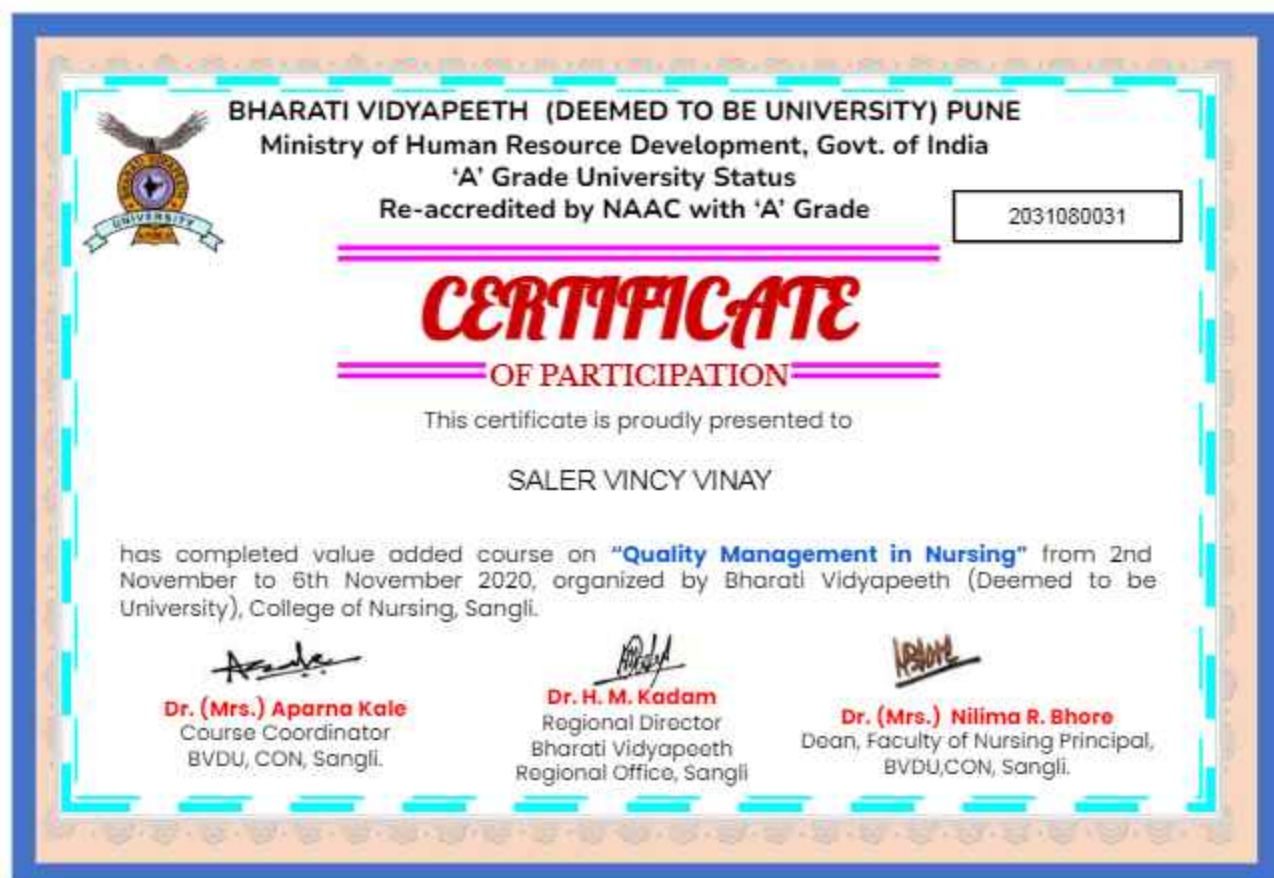 BHARATI VIDYAPEETH (DEEMED TO BE UNIVERSITY) PUNE
Ministry of Human Resource Development, Govt. of India
‘A’ Grade University Status
Re-accredited by NAAC with ‘A’ Grade
2031080031
BHARATI VIDYAPEETH
UNIVERSITY
CERTIFICATE
OF PARTICIPATION
This certificate is proudly presented to
SALER VINCY VINAY
has completed value added course on “Quality Management in Nursing” from 2nd
November to 6th November 2020, organized by Bharati Vidyapeeth (Deemed to be
University), College of Nursing, Sangli.
Dr. (Mrs.) Aparna Kale
Course Coordinator
BVDU, CON, Sangli.
Dr. H. M. Kadam
Regional Director
Bharati Vidyapeeth
Regional Office, Sangli
Dr. (Mrs.) Nilima R. Bhore
Dean, Faculty of Nursing Principal,
BVDU,CON, Sangli.